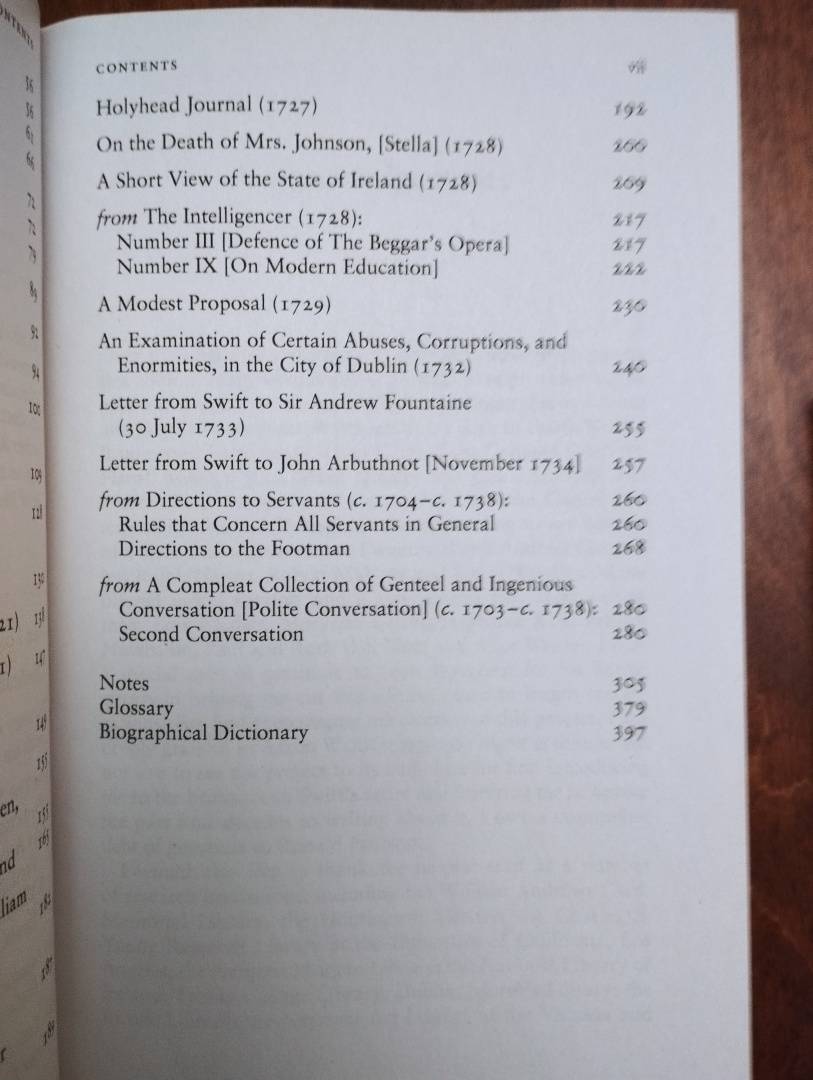 CONTENTS vii
Holyhead Journal (1727) 192
On the Death of Mrs. Johnson, [Stella] (1728) 200
A Short View of the State of Ireland (1728) 209
from The Intelligencer (1728): 217
Number III [Defence of The Beggar's Opera] 217
Number IX [On Modern Education] 222
A Modest Proposal (1729) 230
An Examination of Certain Abuses, Corruptions, and
Enormities, in the City of Dublin (1732) 240
Letter from Swift to Sir Andrew Fountaine
(30 July 1733) 255
Letter from Swift to John Arbuthnot [November 1734] 257
from Directions to Servants (c. 1704–c. 1738): 260
Rules that Concern All Servants in General 260
Directions to the Footman 268
from A Compleat Collection of Genteel and Ingenious
Conversation [Polite Conversation] (c. 1703–c. 1738): 280
Second Conversation 280
Notes 305
Glossary 379
Biographical Dictionary 397